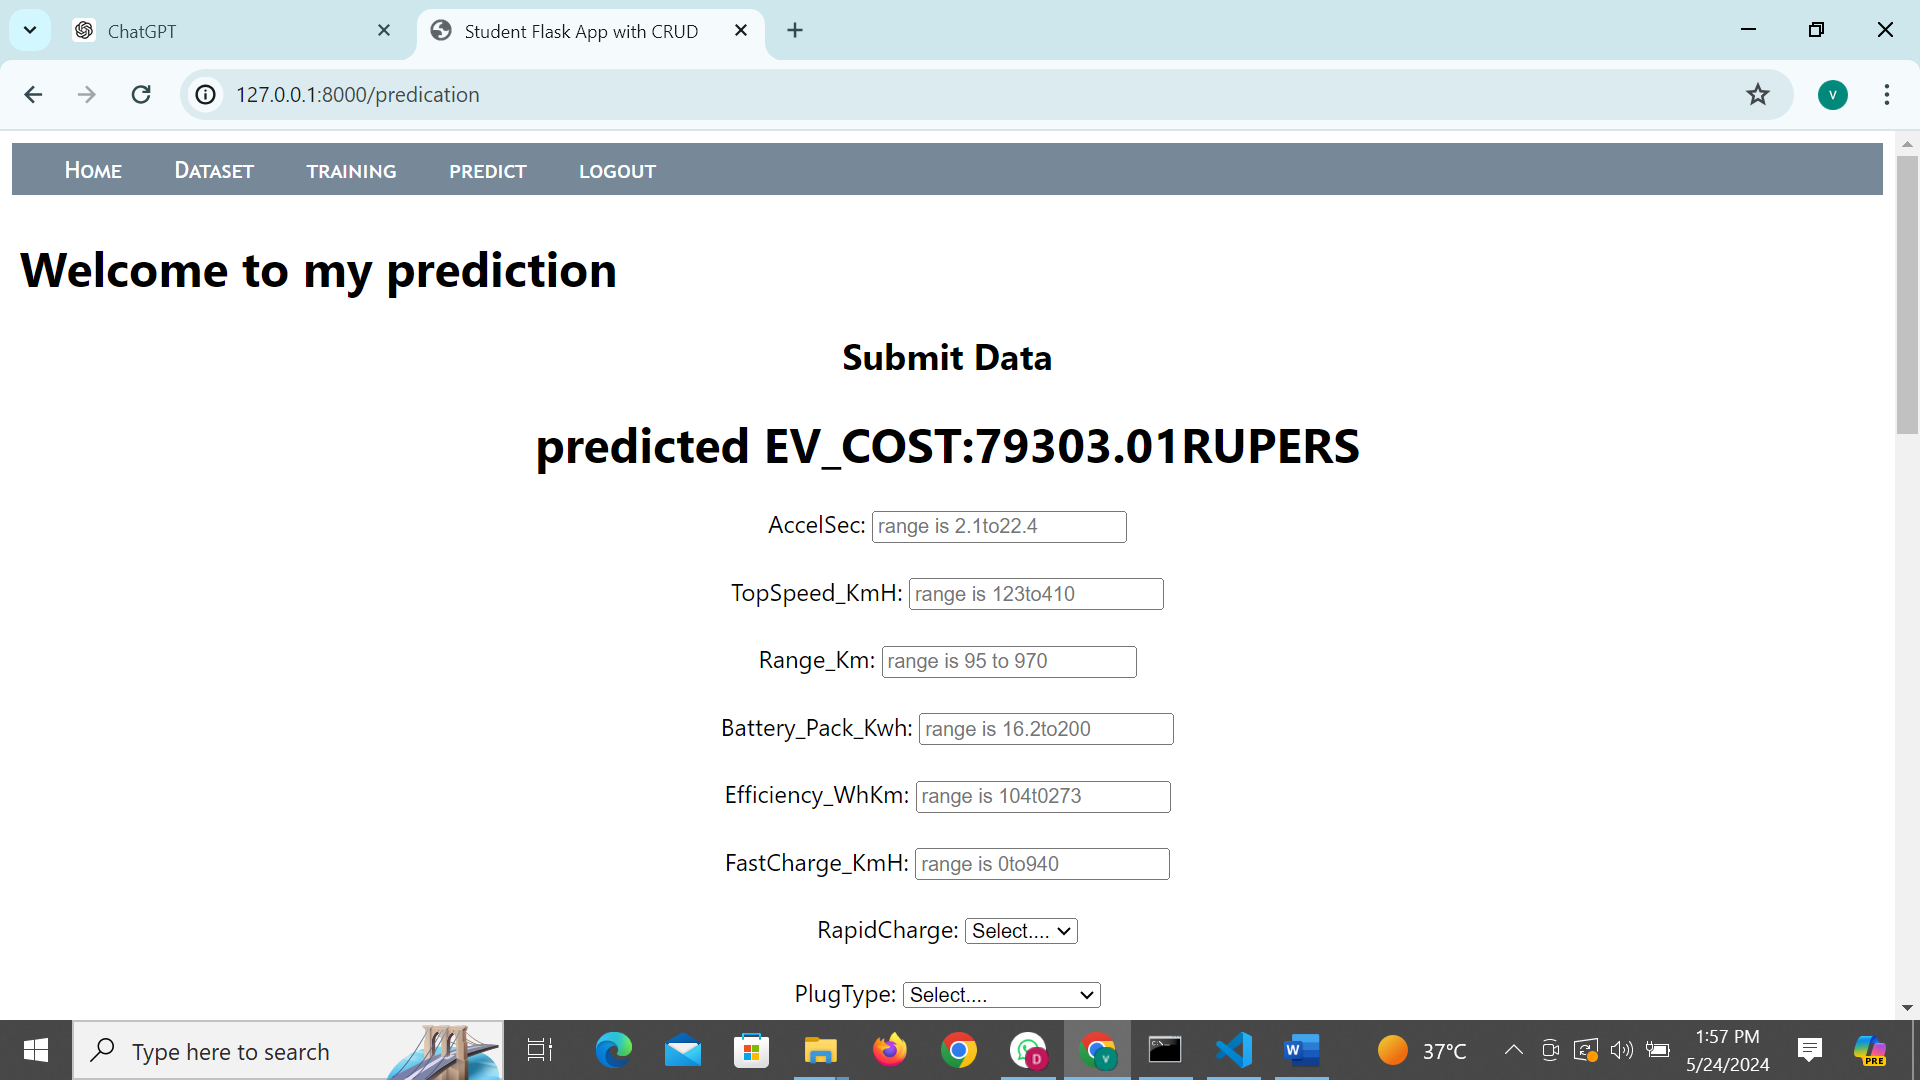 ChatGPT
Student Flask App with CRUD
127.0.0.1:8000/predication
V
Home Dataset training predict logout
Welcome to my prediction
Submit Data
predicted EV_COST:79303.01RUPERS
AccelSec: range is 2.1to22.4
TopSpeed_KmH: range is 123to410
Range_Km: range is 95 to 970
Battery_Pack_Kwh: range is 16.2to200
Efficiency_WhKm: range is 104t0273
FastCharge_KmH: range is 0to940
RapidCharge: Select....
PlugType: Select....
Type here to search
D
V
W
37°C
1:57 PM
5/24/2024
PRE